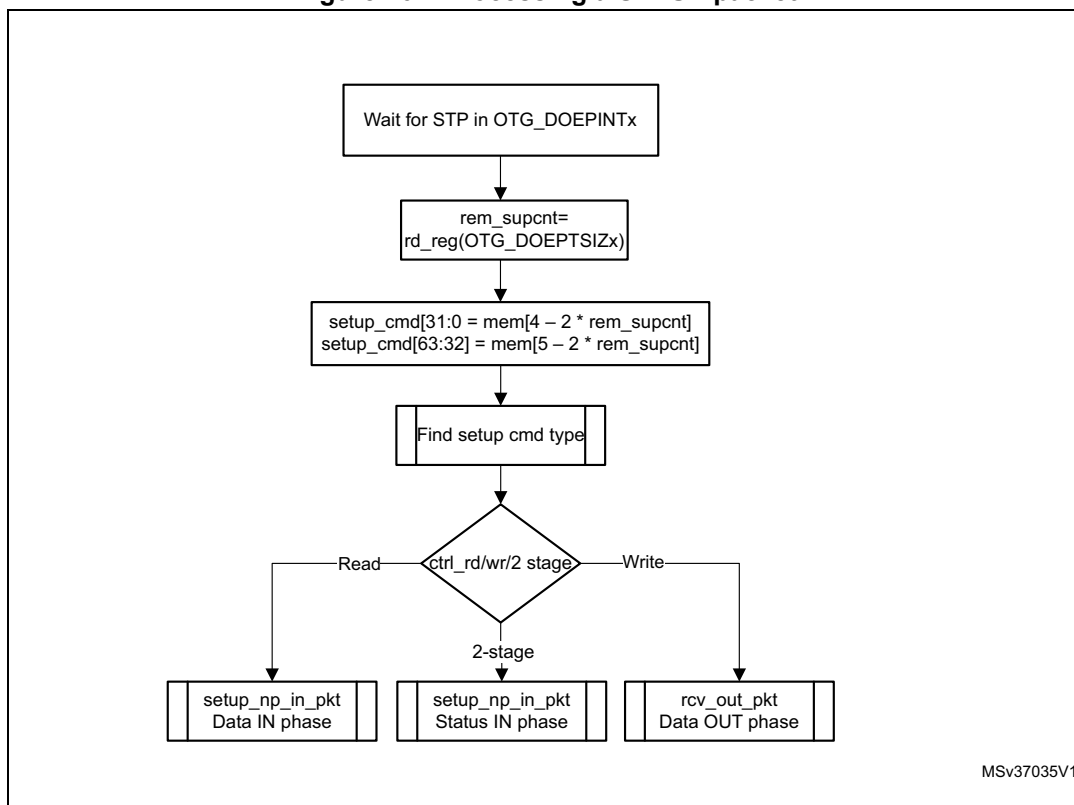 Wait for STP in OTG_DOEPINTx
rem_supcnt=
rd_reg(OTG_DOEPTSIZx)
setup_cmd[31:0 = mem[4 – 2 * rem_supcnt]
setup_cmd[63:32] = mem[5 – 2 * rem_supcnt]
Find setup cmd type
Read
ctrl_rd/wr/2 stage
Write
2-stage
setup_np_in_pkt
Data IN phase
setup_np_in_pkt
Status IN phase
rcv_out_pkt
Data OUT phase
MSv37035V1